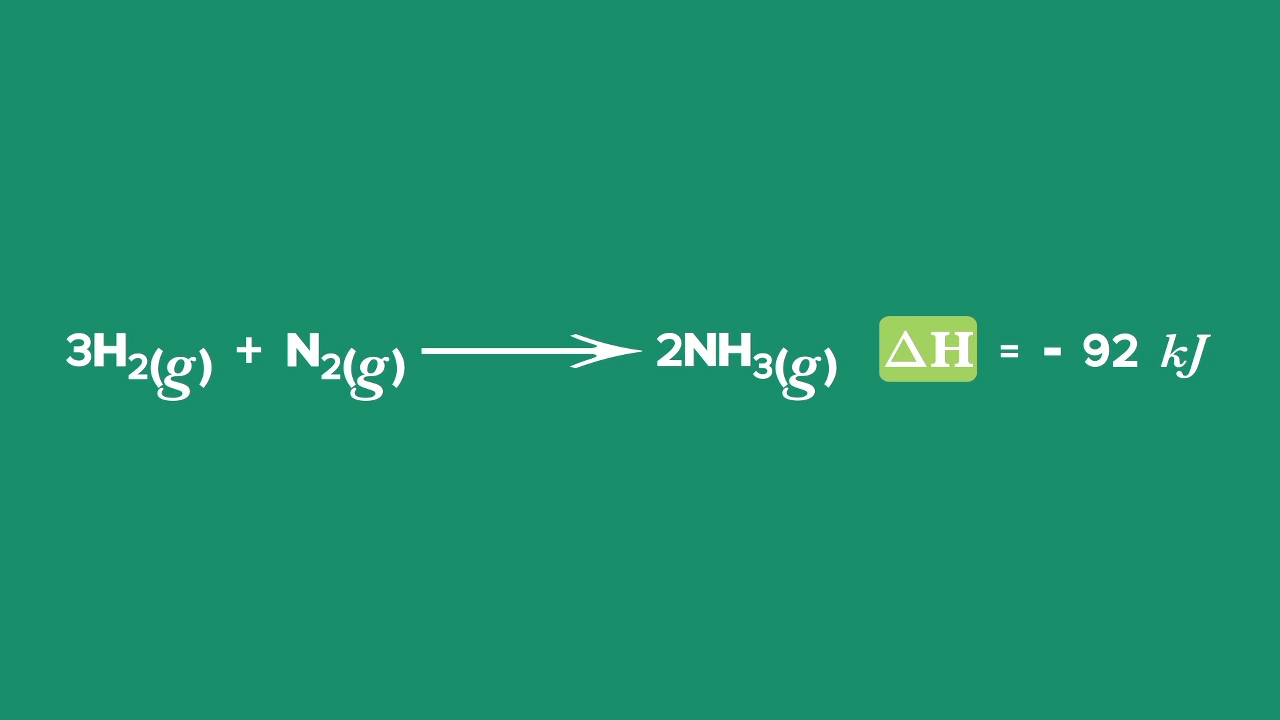 3H₂(g) + N₂(g) ⟶ 2NH₃(g) ΔH = - 92 kJ